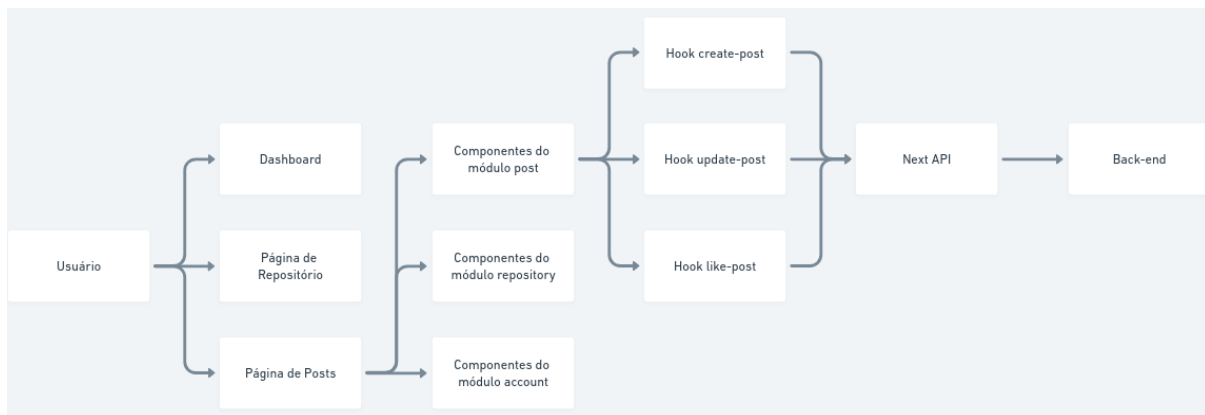 Usuário
Dashboard
Página de
Repositório
Página de Posts
Componentes do
módulo post
Componentes do
módulo repository
Componentes do
módulo account
Hook create-post
Hook update-post
Hook like-post
Next API
Back-end